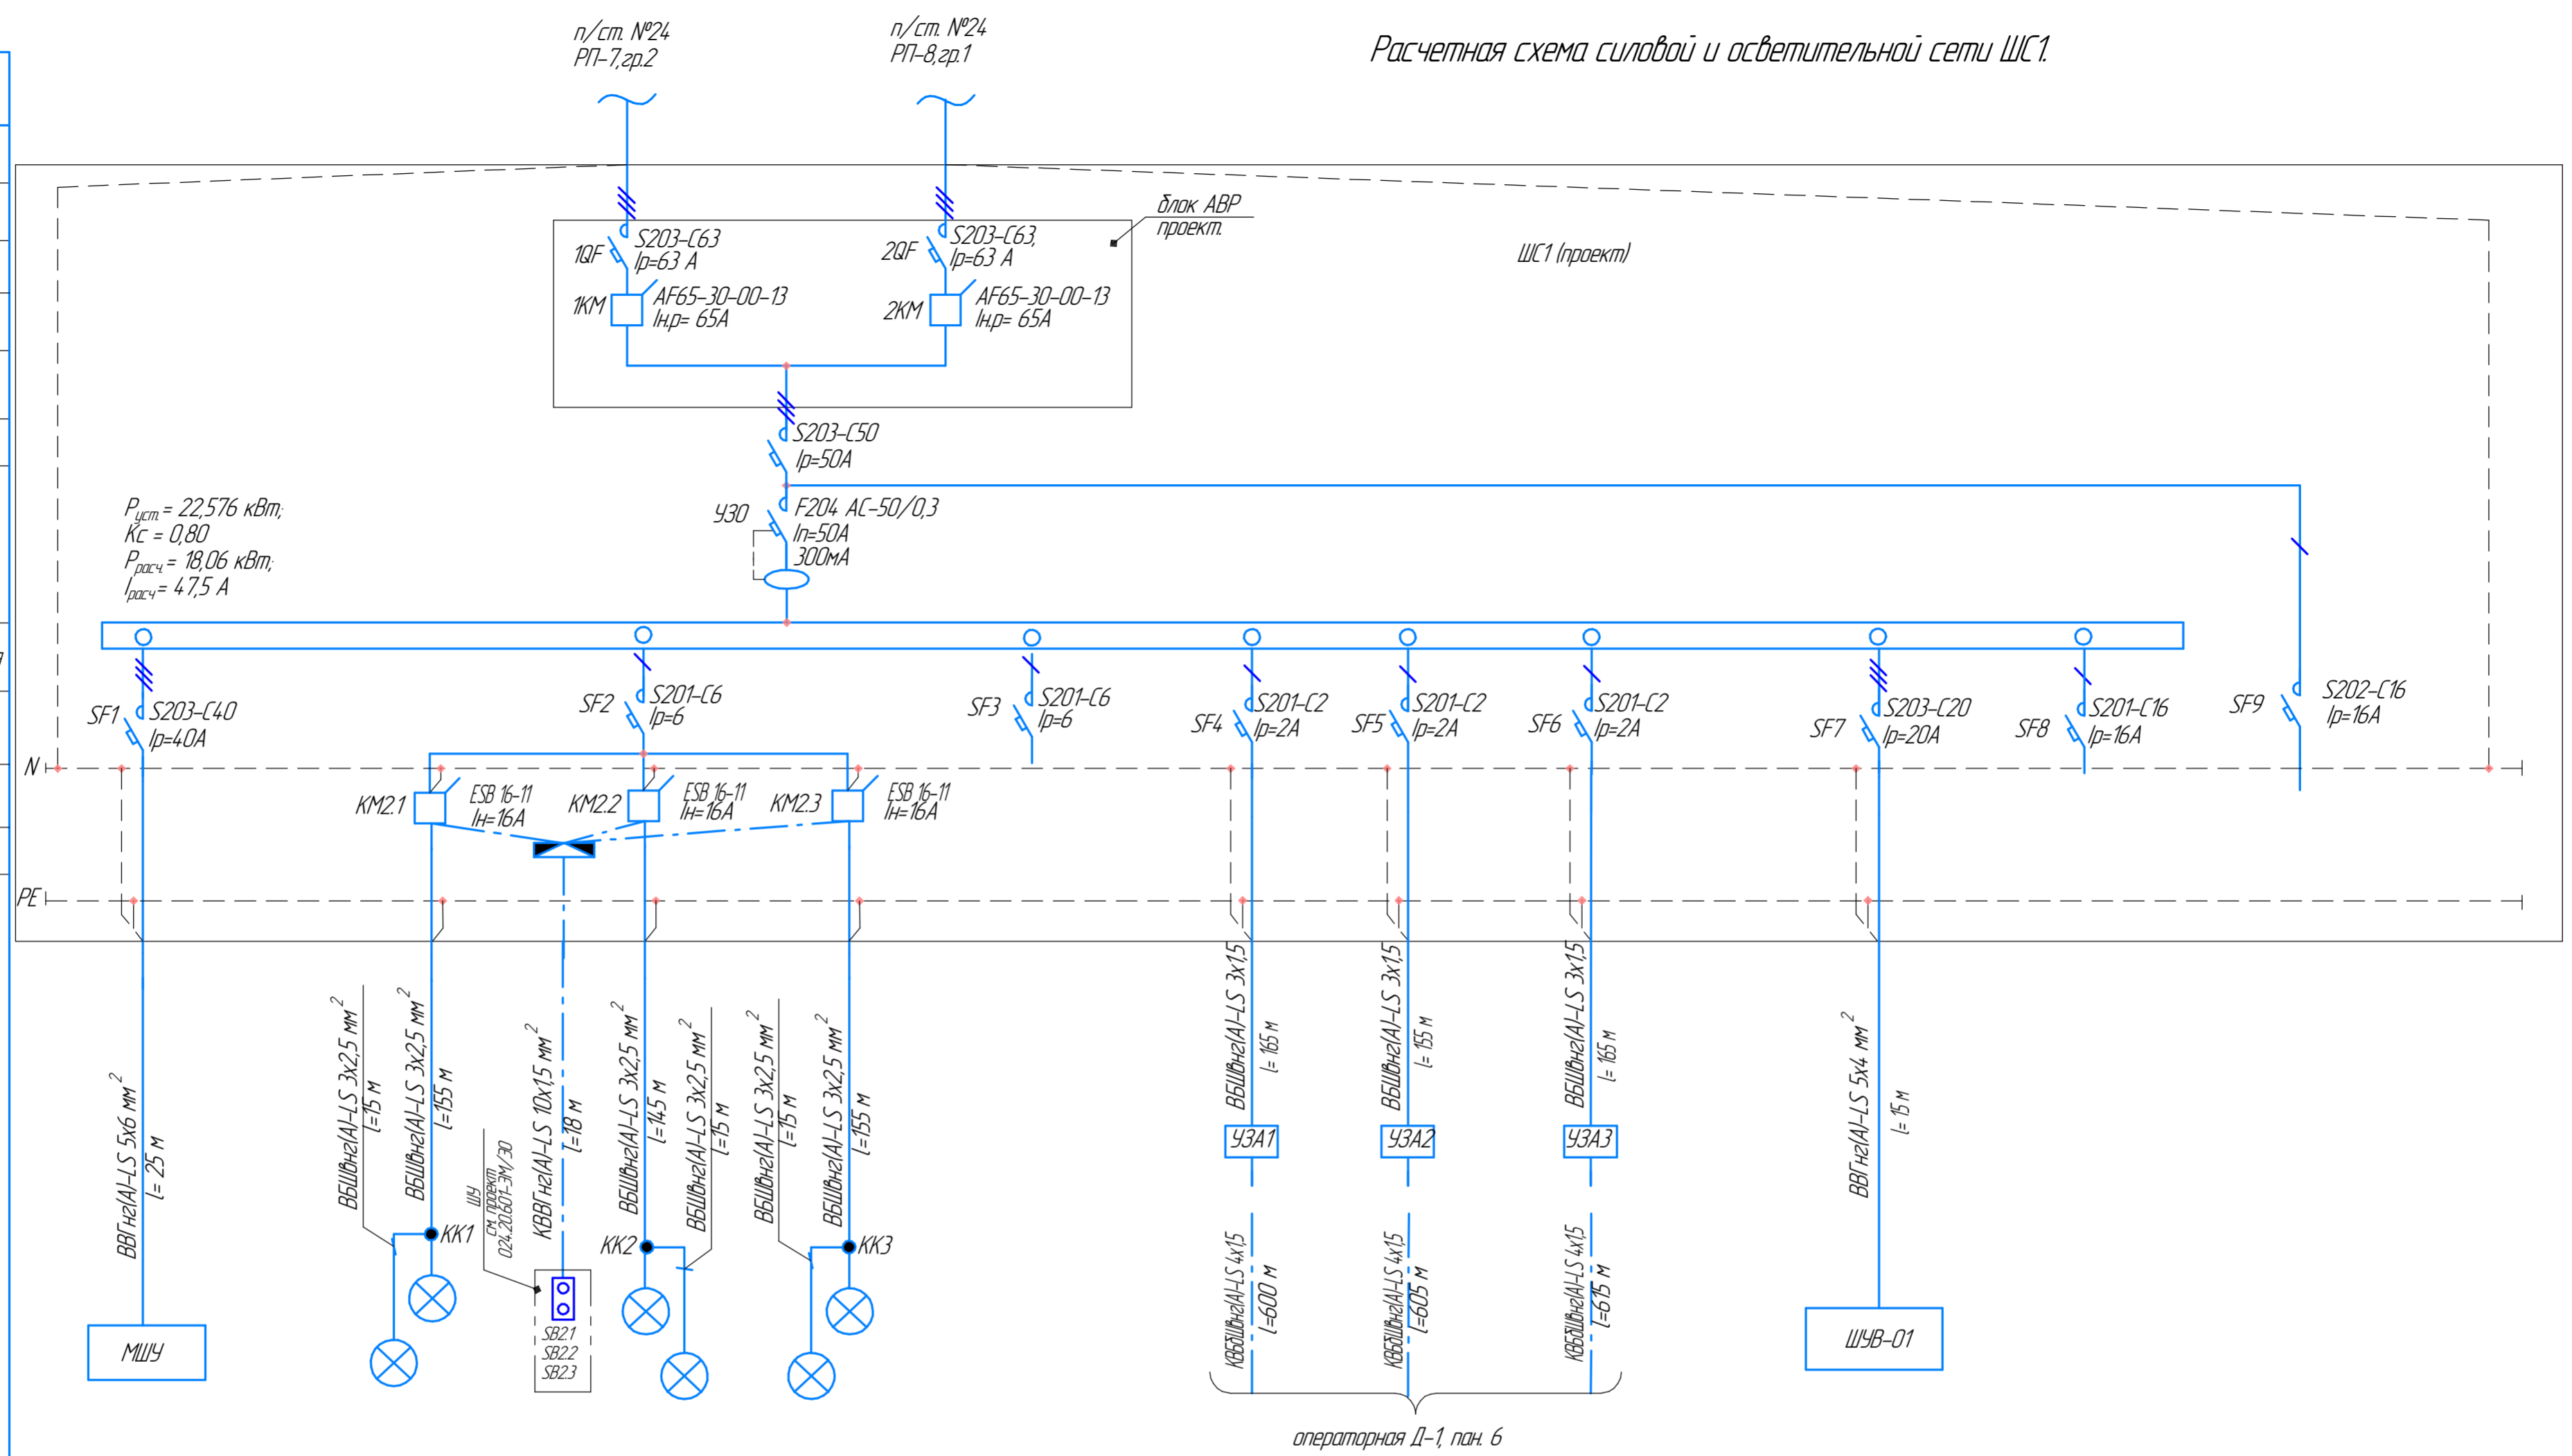 Расчетная схема силовой и осветительной сети ШС1.
п/ст. №24
РП-7,гр.2
п/ст. №24
РП-8,гр.1
блок АВР
проект.
ШС1 (проект)
1QF
S203-C63
Iр=63 А
1КМ
AF65-30-00-13
Iн.р= 65А
2QF
S203-C63,
Iр=63 А
2КМ
AF65-30-00-13
Iн.р= 65А
S203-C50
Iр=50А
УЗО
F204 AC-50/0,3
In=50А
300мА
Руст.= 22,576 кВт;
Кс = 0,80
Ррасч.= 18,06 кВт;
Iрасч= 47,5 А
SF1
S203-C40
Iр=40А
SF2
S201-C6
Iр=6
SF3
S201-C6
Iр=6
SF4
S201-C2
Iр=2А
SF5
S201-C2
Iр=2А
SF6
S201-C2
Iр=2А
SF7
S203-C20
Iр=20А
SF8
S201-C16
Iр=16А
SF9
S202-C16
Iр=16А
N
КМ2.1
ESB 16-11
Iн=16А
КМ2.2
ESB 16-11
Iн=16А
КМ2.3
ESB 16-11
Iн=16А
PE
ВВГнг(А)-LS 5х6 мм²
l= 25 м
ВБШвнг(А)-LS 3х2,5 мм²
l=15 м
ВБШвнг(А)-LS 3х2,5 мм²
l=155 м
ШУ
см. проект
024.20.601-ЭМ/ЭО
КВВГнг(А)-LS 10х1,5 мм²
l=18 м
ВБШвнг(А)-LS 3х2,5 мм²
l=145 м
ВБШвнг(А)-LS 3х2,5 мм²
l=15 м
ВБШвнг(А)-LS 3х2,5 мм²
l=15 м
ВБШвнг(А)-LS 3х2,5 мм²
l=155 м
ВБШвнг(А)-LS 3х1,5
l= 165 м
ВБШвнг(А)-LS 3х1,5
l= 155 м
ВБШвнг(А)-LS 3х1,5
l= 165 м
ВВГнг(А)-LS 5х4 мм²
l= 15 м
УЗА1
УЗА2
УЗА3
КК1
КК2
КК3
КВБбШвнг(А)-LS 4х1,5
l=600 м
КВБбШвнг(А)-LS 4х1,5
l=605 м
КВБбШвнг(А)-LS 4х1,5
l=615 м
МШУ
SB2.1
SB2.2
SB2.3
ШУВ-01
операторная Д-1, пан. 6